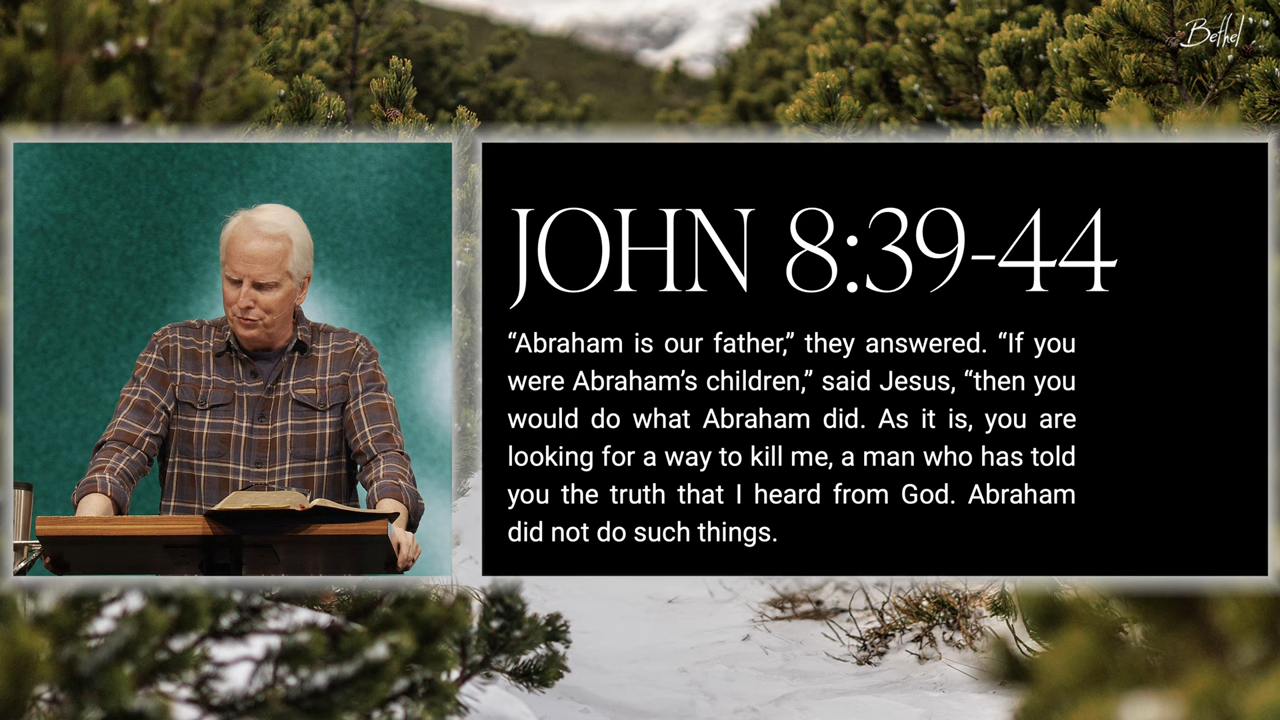 Bethel
JOHN 8:39-44
“Abraham is our father,” they answered. “If you
were Abraham’s children,” said Jesus, “then you
would do what Abraham did. As it is, you are
looking for a way to kill me, a man who has told
you the truth that I heard from God. Abraham
did not do such things.